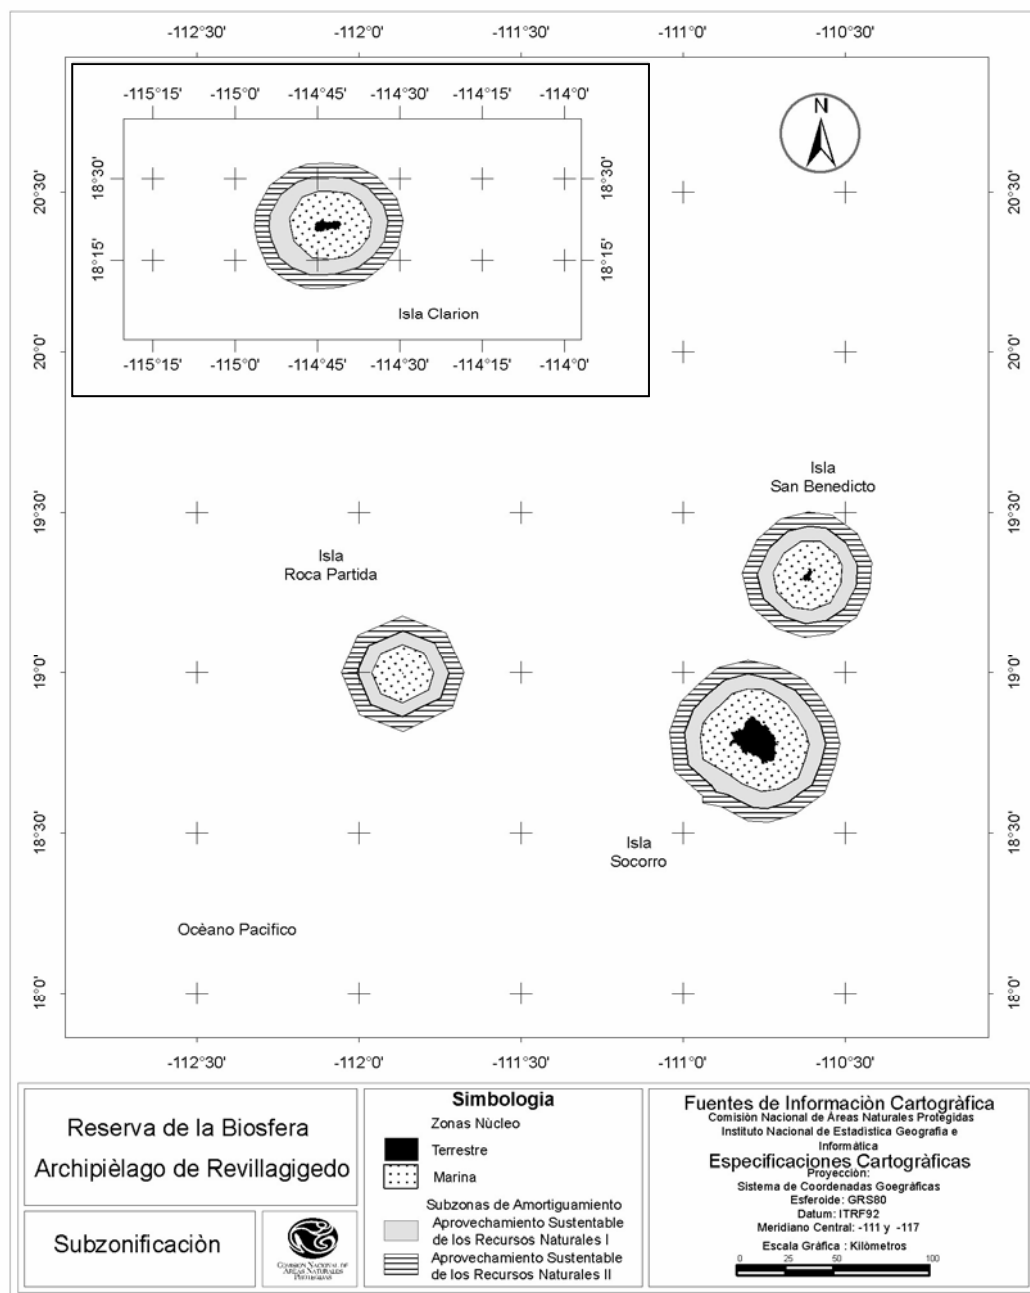 -112°30' -112°0' -111°30' -111°0' -110°30'
-115°15' -115°0' -114°45' -114°30' -114°15' -114°0'
18°30' 18°30'
18°15' 18°15'
Isla Clarion
-115°15' -115°0' -114°45' -114°30' -114°15' -114°0'
N
20°30' 20°30'
20°0' 20°0'
Isla
San Benedicto
19°30' 19°30'
Isla
Roca Partida
19°0' 19°0'
18°30' 18°30'
Isla
Socorro
Océano Pacifico
18°0' 18°0'
-112°30' -112°0' -111°30' -111°0' -110°30'
Reserva de la Biosfera
Archipièlago de Revillagigedo
Subzonificaciòn
COMISIÓN NACIONAL DE
ÁREAS NATURALES
PROTEGIDAS
Simbologia
Zonas Nùcleo
Terrestre
Marina
Subzonas de Amortiguamiento
Aprovechamiento Sustentable
de los Recursos Naturales I
Aprovechamiento Sustentable
de los Recursos Naturales II
Fuentes de Informaciòn Cartogràfica
Comisiòn Nacional de Àreas Naturales Protegidas
Instituto Nacional de Estadìstica Geografia e
Informàtica
Especificaciones Cartogràficas
Proyecciòn:
Sistema de Coordenadas Goegràficas
Esferoide: GRS80
Datum: ITRF92
Meridiano Central: -111 y -117
Escala Gràfica : Kilòmetros
0 25 50 100